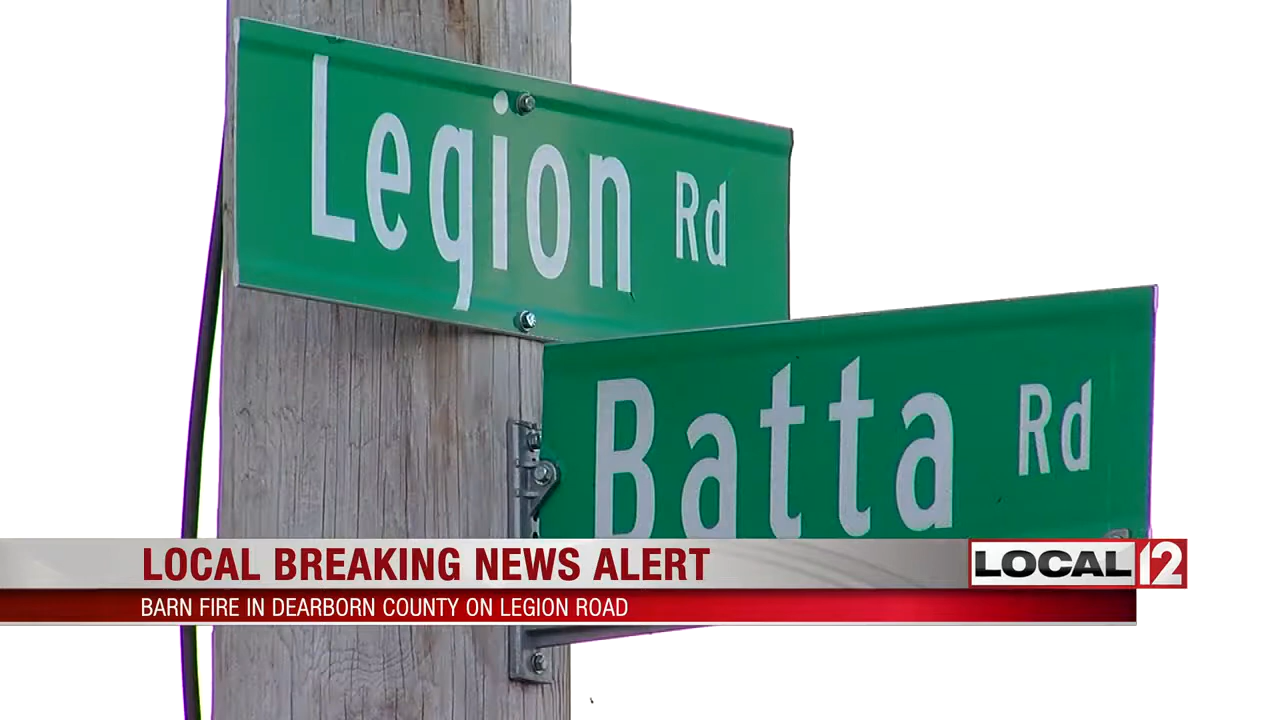 Legion Rd
Batta Rd
LOCAL BREAKING NEWS ALERT
LOCAL 12
BARN FIRE IN DEARBORN COUNTY ON LEGION ROAD